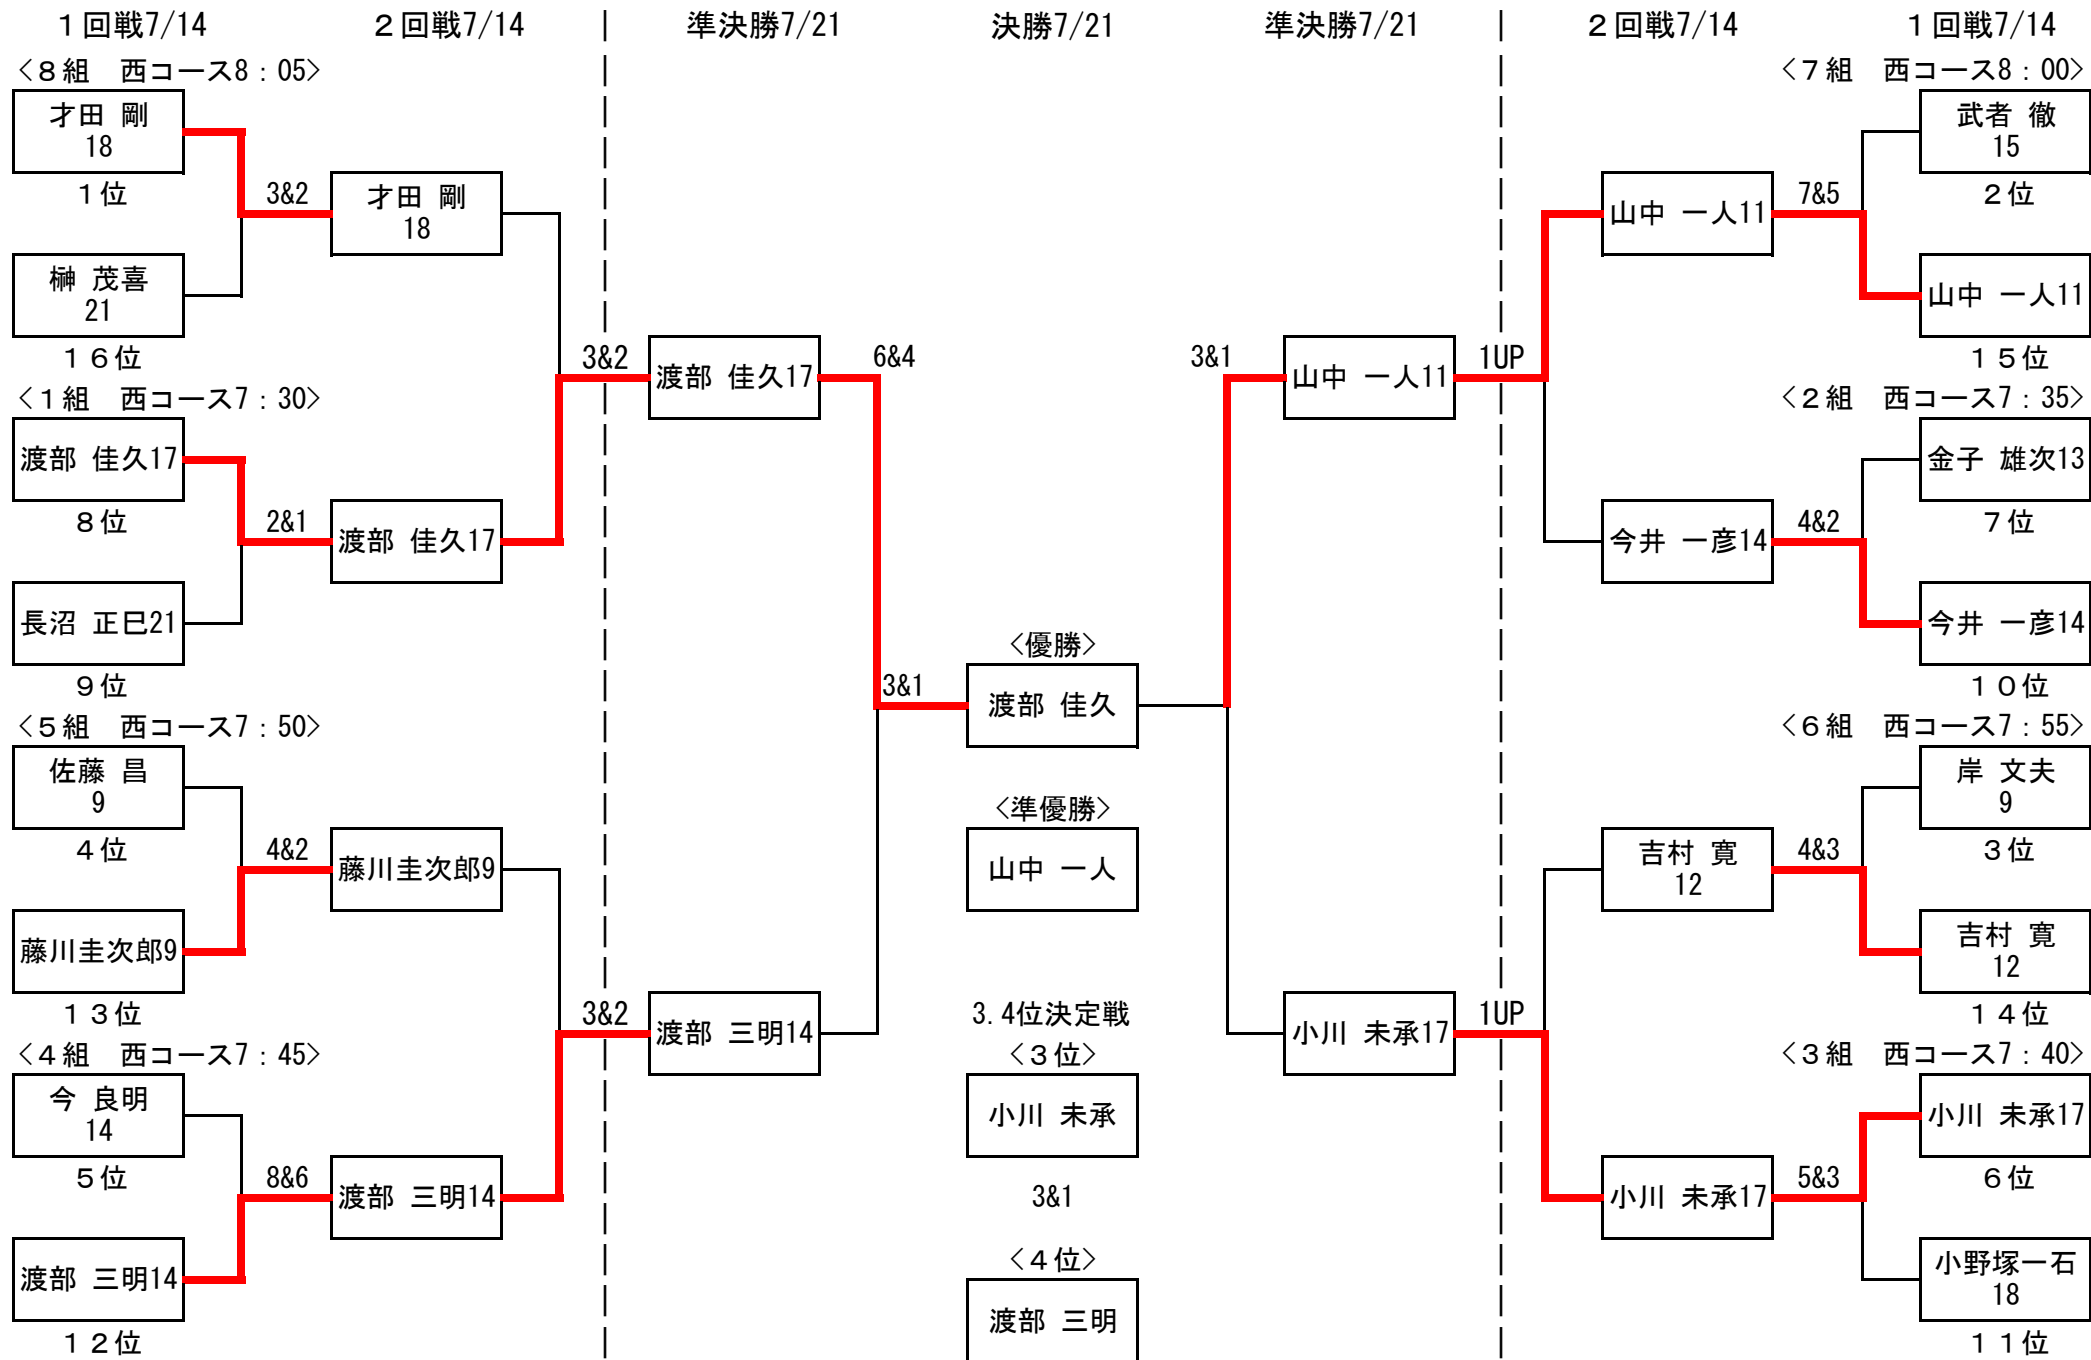 １回戦7/14
２回戦7/14
準決勝7/21
決勝7/21
準決勝7/21
２回戦7/14
１回戦7/14
<８組　西コース8：05>
才田 剛
18
１位
3&2
榊 茂喜
21
１６位
<１組　西コース7：30>
渡部 佳久17
８位
2&1
長沼 正巳21
９位
<５組　西コース7：50>
佐藤 昌
9
４位
4&2
藤川圭次郎9
１３位
<４組　西コース7：45>
今 良明
14
５位
8&6
渡部 三明14
１２位
才田 剛
18
3&2
渡部 佳久17
藤川圭次郎9
3&2
渡部 三明14
渡部 佳久17
6&4
渡部 三明14
3&1
<優勝>
渡部 佳久
<準優勝>
山中 一人
3.4位決定戦
<３位>
小川 未承
3&1
<４位>
渡部 三明
3&1
山中 一人11
小川 未承17
1UP
山中 一人11
今井 一彦14
1UP
吉村 寛
12
小川 未承17
<７組　西コース8：00>
武者 徹
15
２位
7&5
山中 一人11
１５位
<２組　西コース7：35>
金子 雄次13
７位
4&2
今井 一彦14
１０位
<６組　西コース7：55>
岸 文夫
9
３位
4&3
吉村 寛
12
１４位
<３組　西コース7：40>
小川 未承17
６位
5&3
小野塚一石
18
１１位